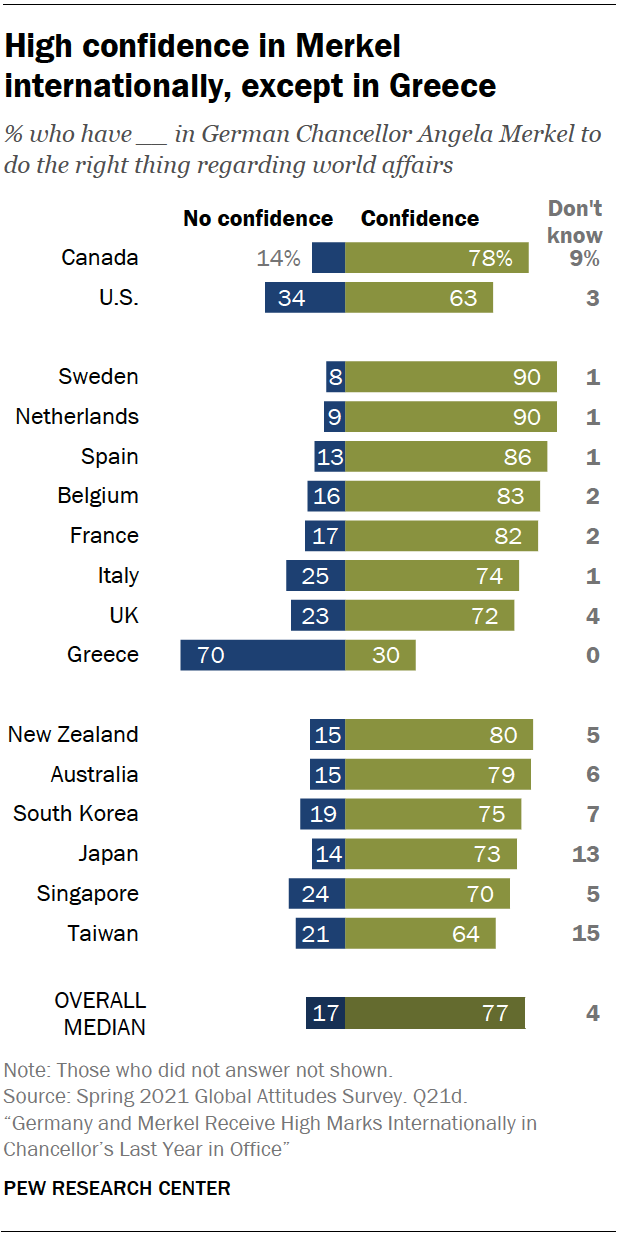 High confidence in Merkel
internationally, except in Greece
% who have __ in German Chancellor Angela Merkel to
do the right thing regarding world affairs
No confidence Confidence Don't know
Canada 14% 78% 9%
U.S. 34 63 3
Sweden 8 90 1
Netherlands 9 90 1
Spain 13 86 1
Belgium 16 83 2
France 17 82 2
Italy 25 74 1
UK 23 72 4
Greece 70 30 0
New Zealand 15 80 5
Australia 15 79 6
South Korea 19 75 7
Japan 14 73 13
Singapore 24 70 5
Taiwan 21 64 15
OVERALL
MEDIAN 17 77 4
Note: Those who did not answer not shown.
Source: Spring 2021 Global Attitudes Survey. Q21d.
“Germany and Merkel Receive High Marks Internationally in
Chancellor’s Last Year in Office”
PEW RESEARCH CENTER